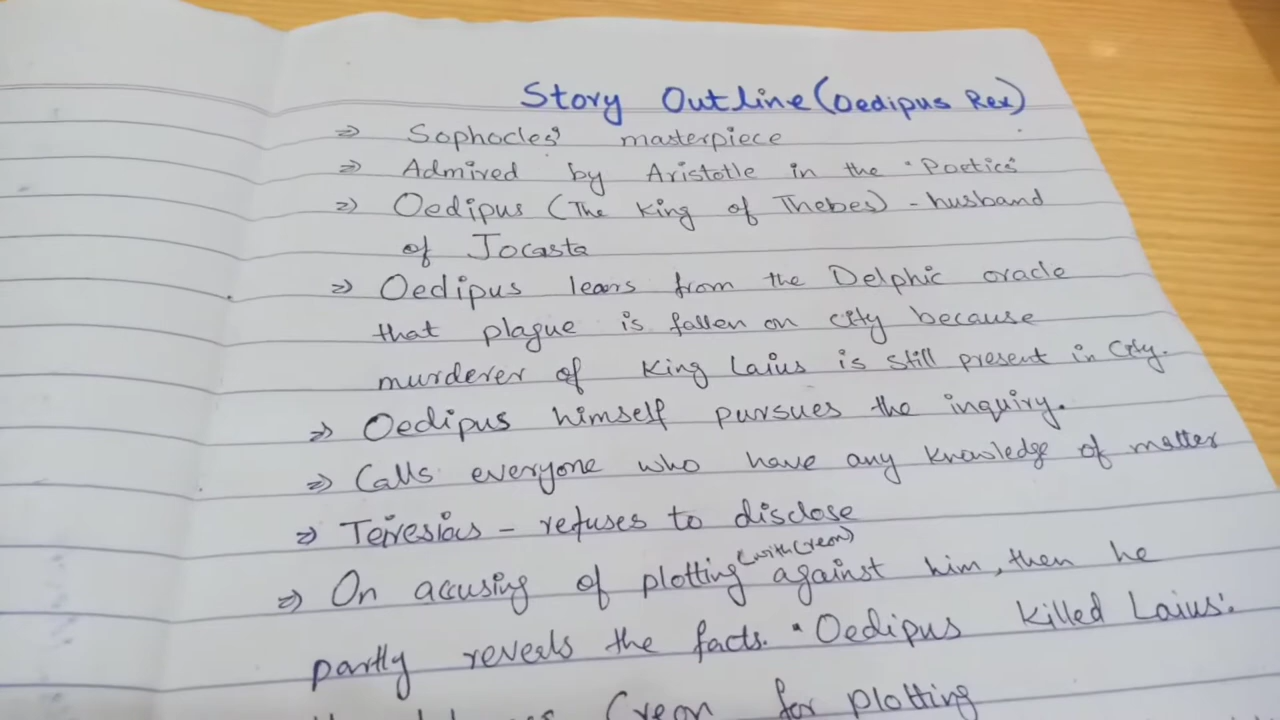 Story Outline (Oedipus Rex)
⇒ Sophocles' masterpiece
⇒ Admired by Aristotle in the "Poetics"
⇒ Oedipus (The King of Thebes) - husband
of Jocasta
⇒ Oedipus learns from the Delphic oracle
that plague is fallen on city because
murderer of King Laius is still present in City.
⇒ Oedipus himself pursues the inquiry.
⇒ Calls everyone who have any knowledge of matter
⇒ Teiresias - refuses to disclose
⇒ On accusing of plotting (with Creon) against him, then he
partly reveals the facts. "Oedipus killed Laius".
Creon for plotting